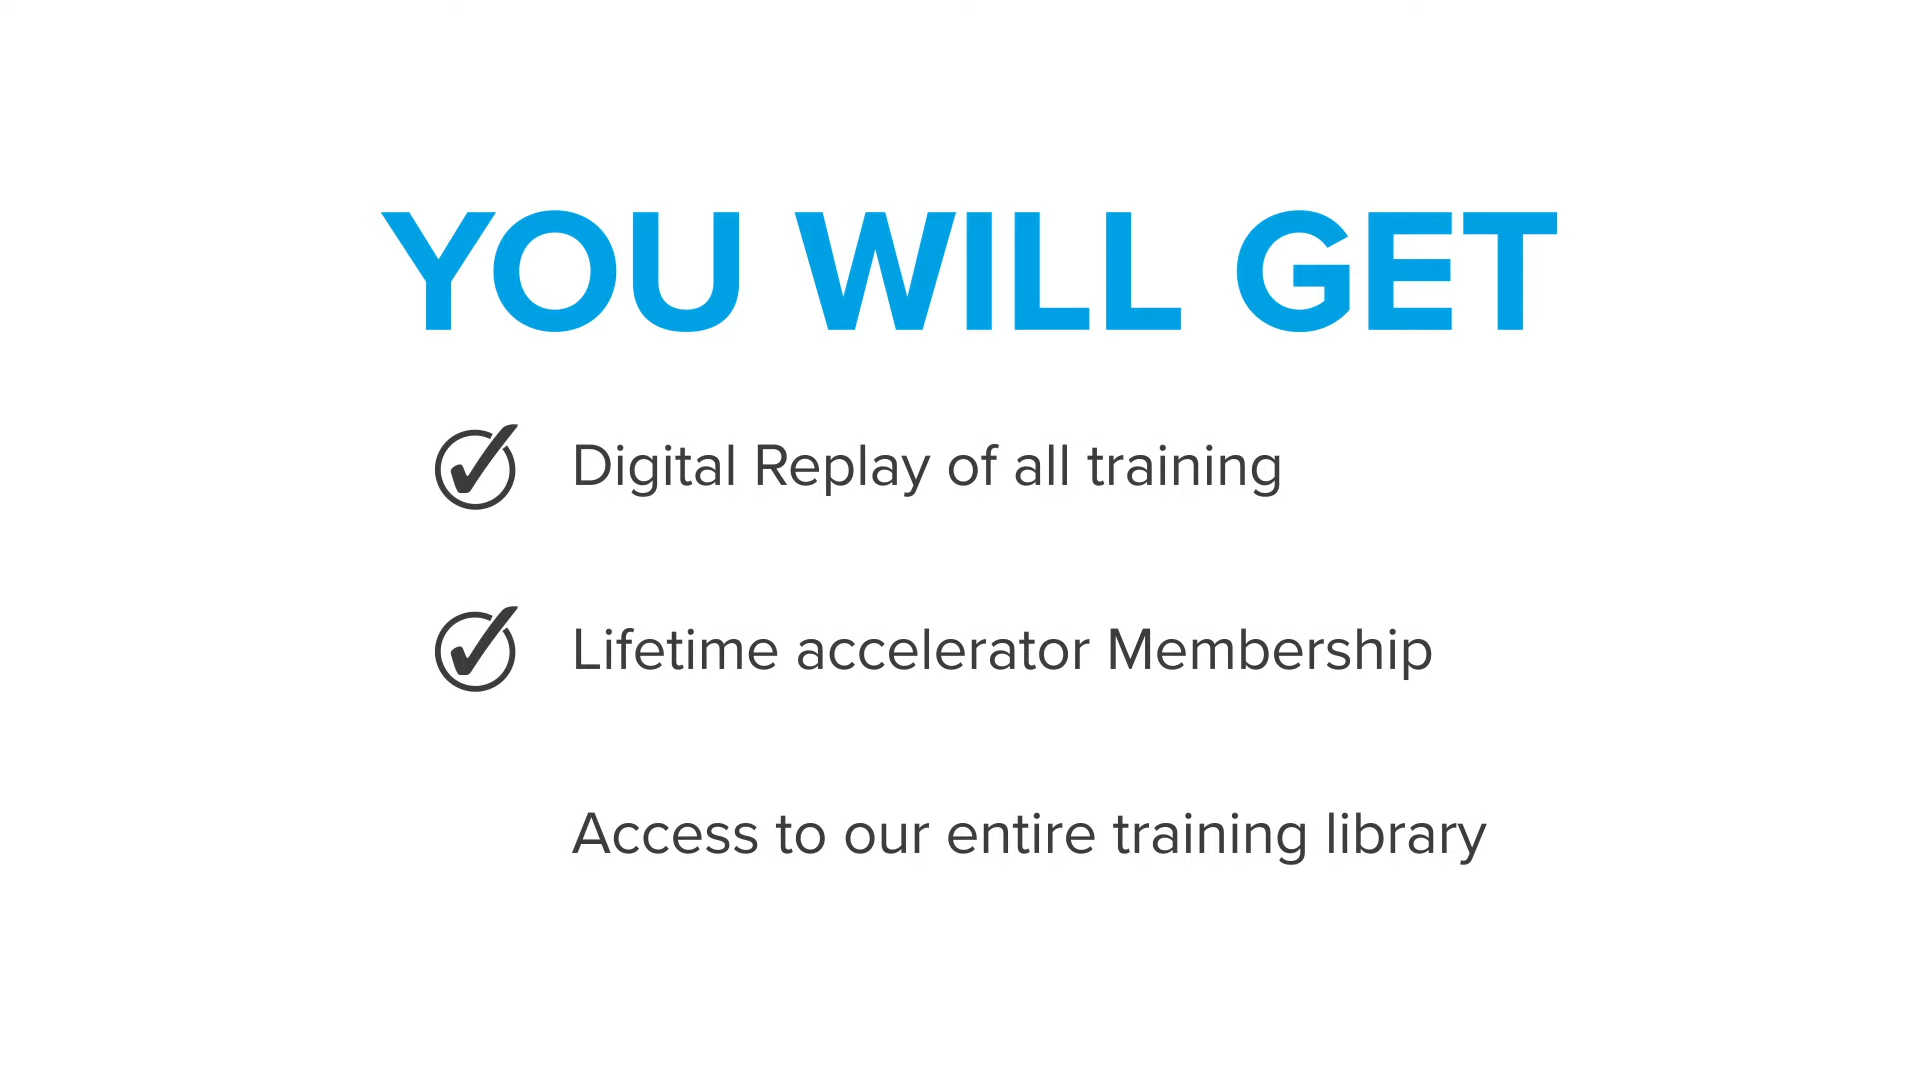 YOU WILL GET
Digital Replay of all training
Lifetime accelerator Membership
Access to our entire training library